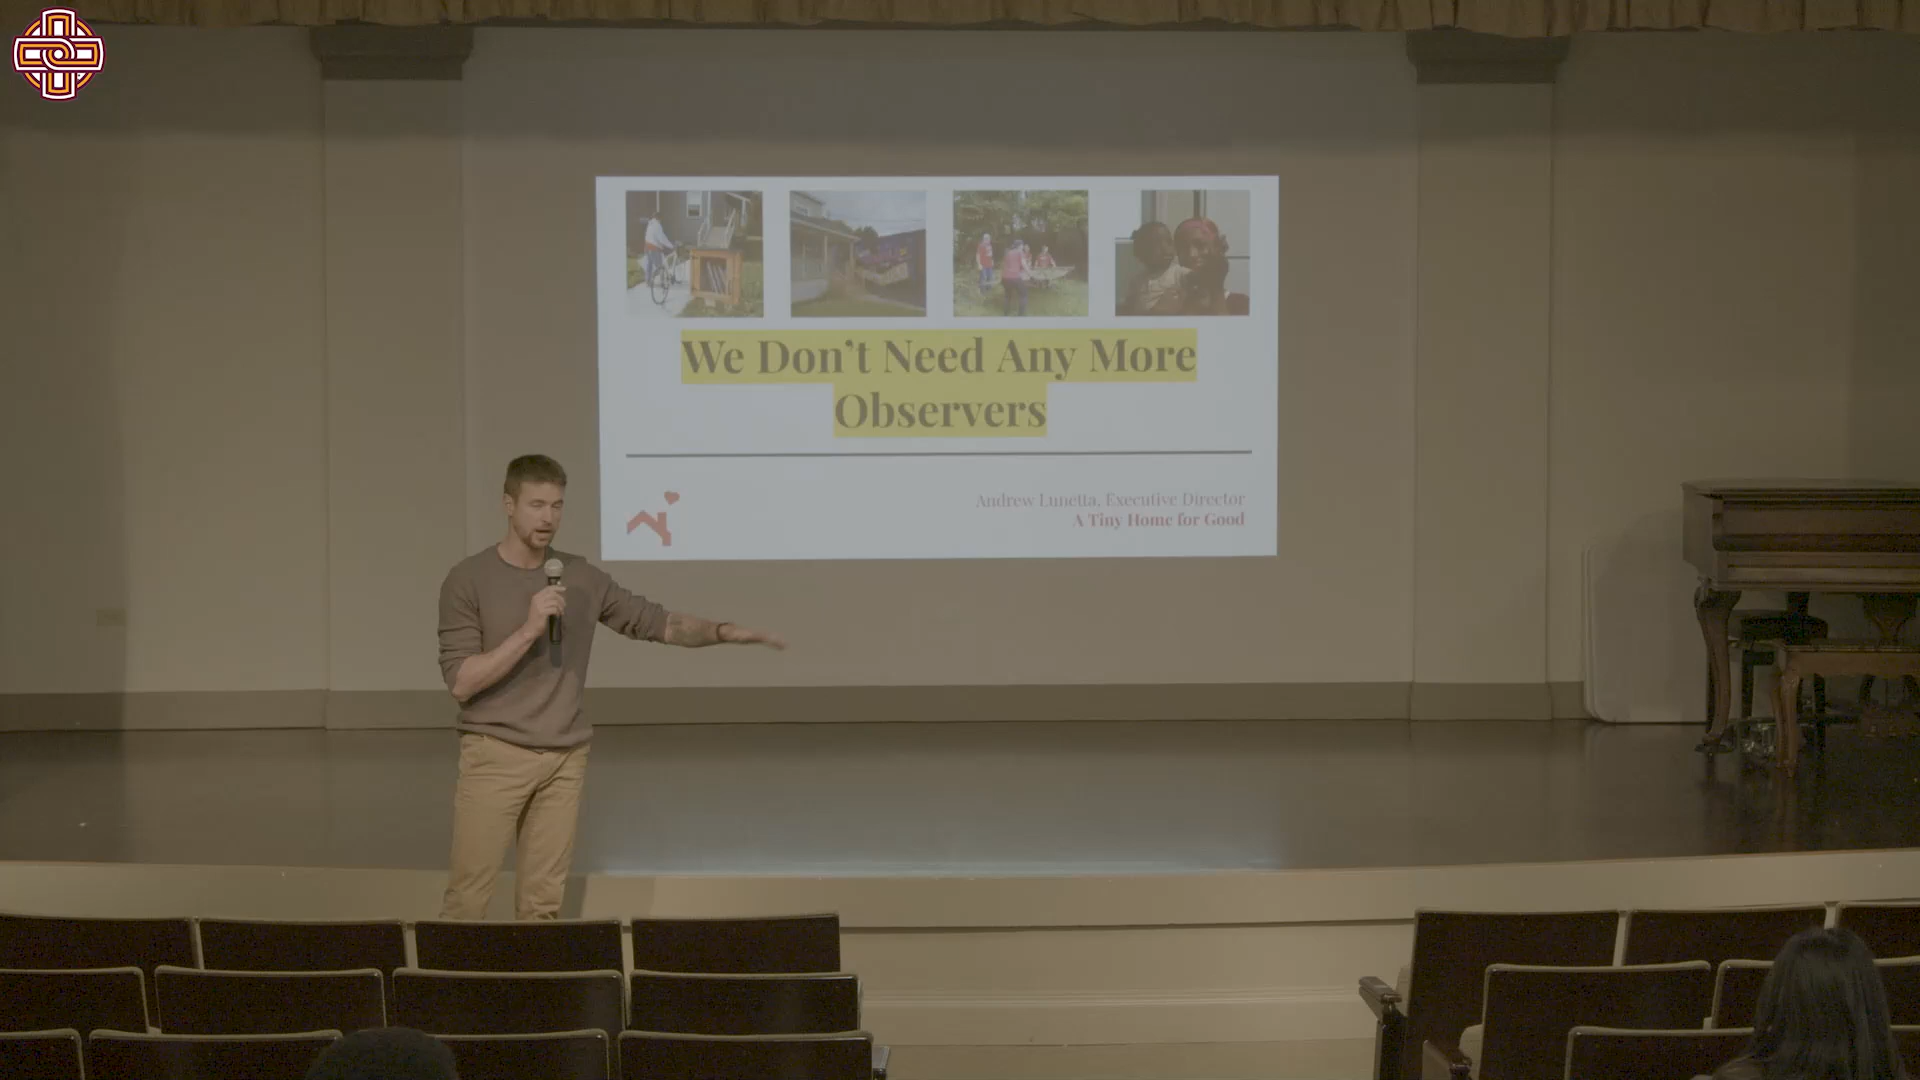 We Don't Need Any More
Observers
Andrew Lunetta, Executive Director
A Tiny Home for Good